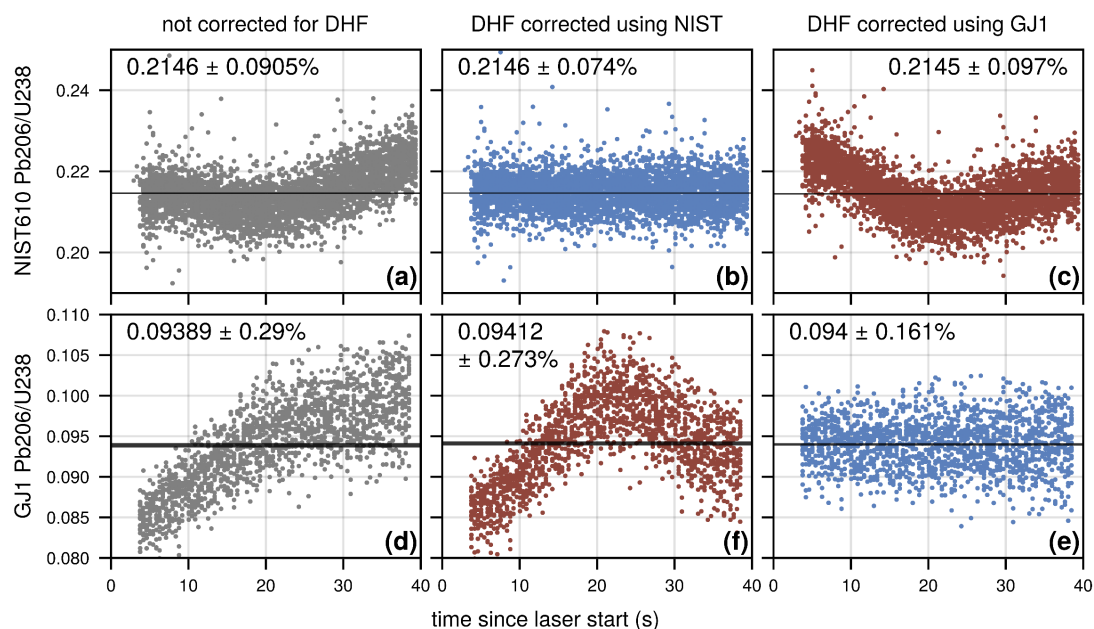 not corrected for DHF
DHF corrected using NIST
DHF corrected using GJ1
NIST610 Pb206/U238
0.24
0.22
0.20
0.2146 ± 0.0905%
(a)
0.2146 ± 0.074%
(b)
0.2145 ± 0.097%
(c)
GJ1 Pb206/U238
0.110
0.105
0.100
0.095
0.090
0.085
0.080
0.09389 ± 0.29%
(d)
0.09412
± 0.273%
(f)
0.094 ± 0.161%
(e)
0 10 20 30 40
0 10 20 30
0 10 20 30 40
time since laser start (s)